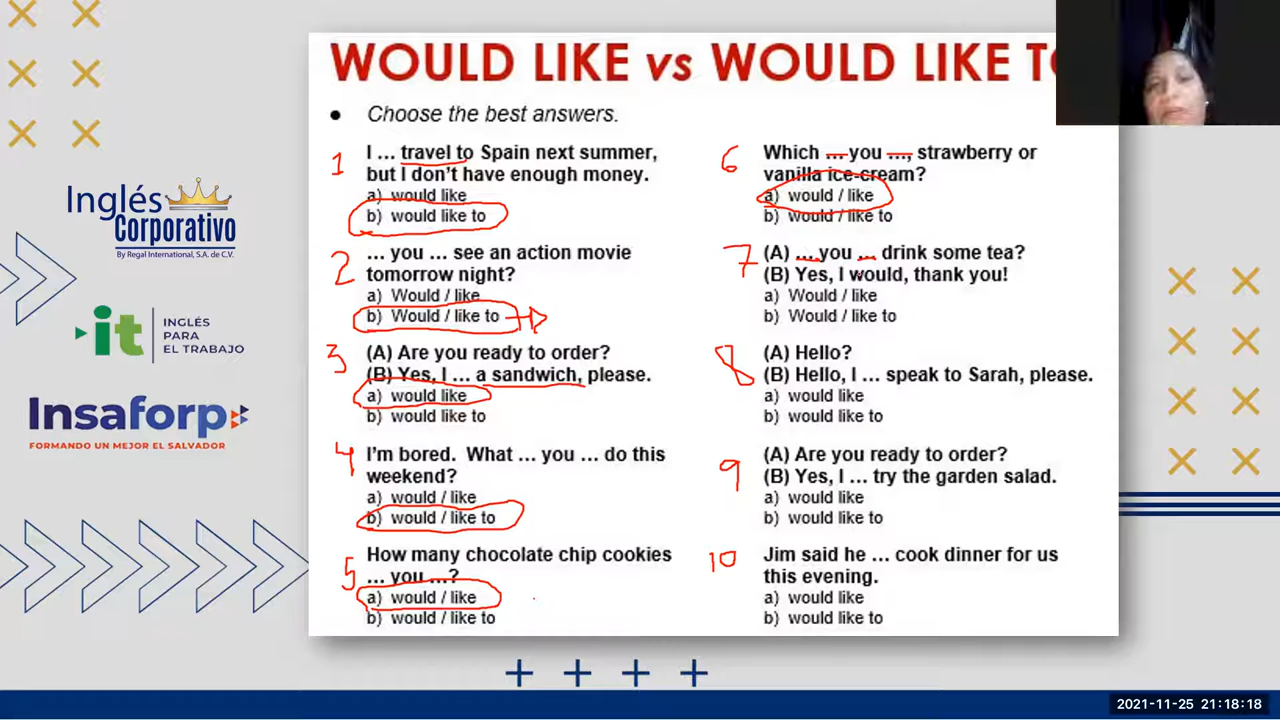 WOULD LIKE vs WOULD LIKE
• Choose the best answers.
1
I ... travel to Spain next summer,
but I don't have enough money.
a) would like
b) would like to
2
... you ... see an action movie
tomorrow night?
a) Would / like
b) Would / like to
3
(A) Are you ready to order?
(B) Yes, I ... a sandwich, please.
a) would like
b) would like to
4
I'm bored. What ... you ... do this
weekend?
a) would / like
b) would / like to
5
How many chocolate chip cookies
... you ...?
a) would / like
b) would / like to
6
Which ... you ..., strawberry or
vanilla ice-cream?
a) would / like
b) would / like to
7
(A) ... you ... drink some tea?
(B) Yes, I would, thank you!
a) Would / like
b) Would / like to
8
(A) Hello?
(B) Hello, I ... speak to Sarah, please.
a) would like
b) would like to
9
(A) Are you ready to order?
(B) Yes, I ... try the garden salad.
a) would like
b) would like to
10
Jim said he ... cook dinner for us
this evening.
a) would like
b) would like to
Inglés
Corporativo
By Regal International, S.A. de C.V.
it
INGLÉS
PARA
EL TRABAJO
Insaforp
FORMANDO UN MEJOR EL SALVADOR
2021-11-25 21:18:18